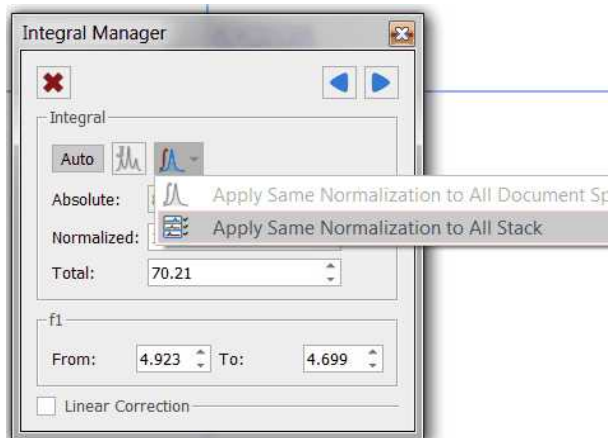 Integral Manager
Integral
Auto
Absolute:
Apply Same Normalization to All Document Sp
Normalized:
Apply Same Normalization to All Stack
Total: 70.21
f1
From: 4.923 To: 4.699
Linear Correction